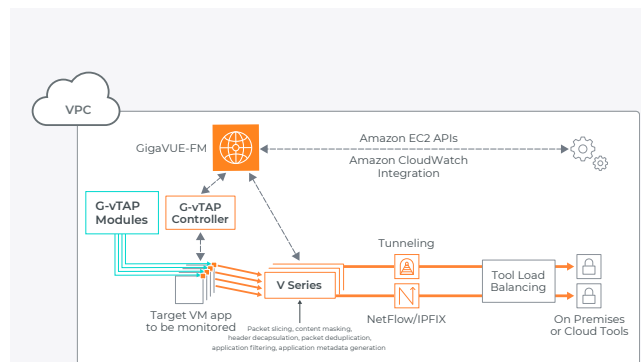 VPC
Amazon EC2 APIs
GigaVUE-FM
Amazon CloudWatch
Integration
G-vTAP
Modules
G-vTAP
Controller
Tunneling
V Series
Tool Load
Balancing
Target VM app
to be monitored
NetFlow/IPFIX
On Premises
or Cloud Tools
Packet slicing, content masking,
header decapsulation, packet deduplication,
application filtering, application metadata generation